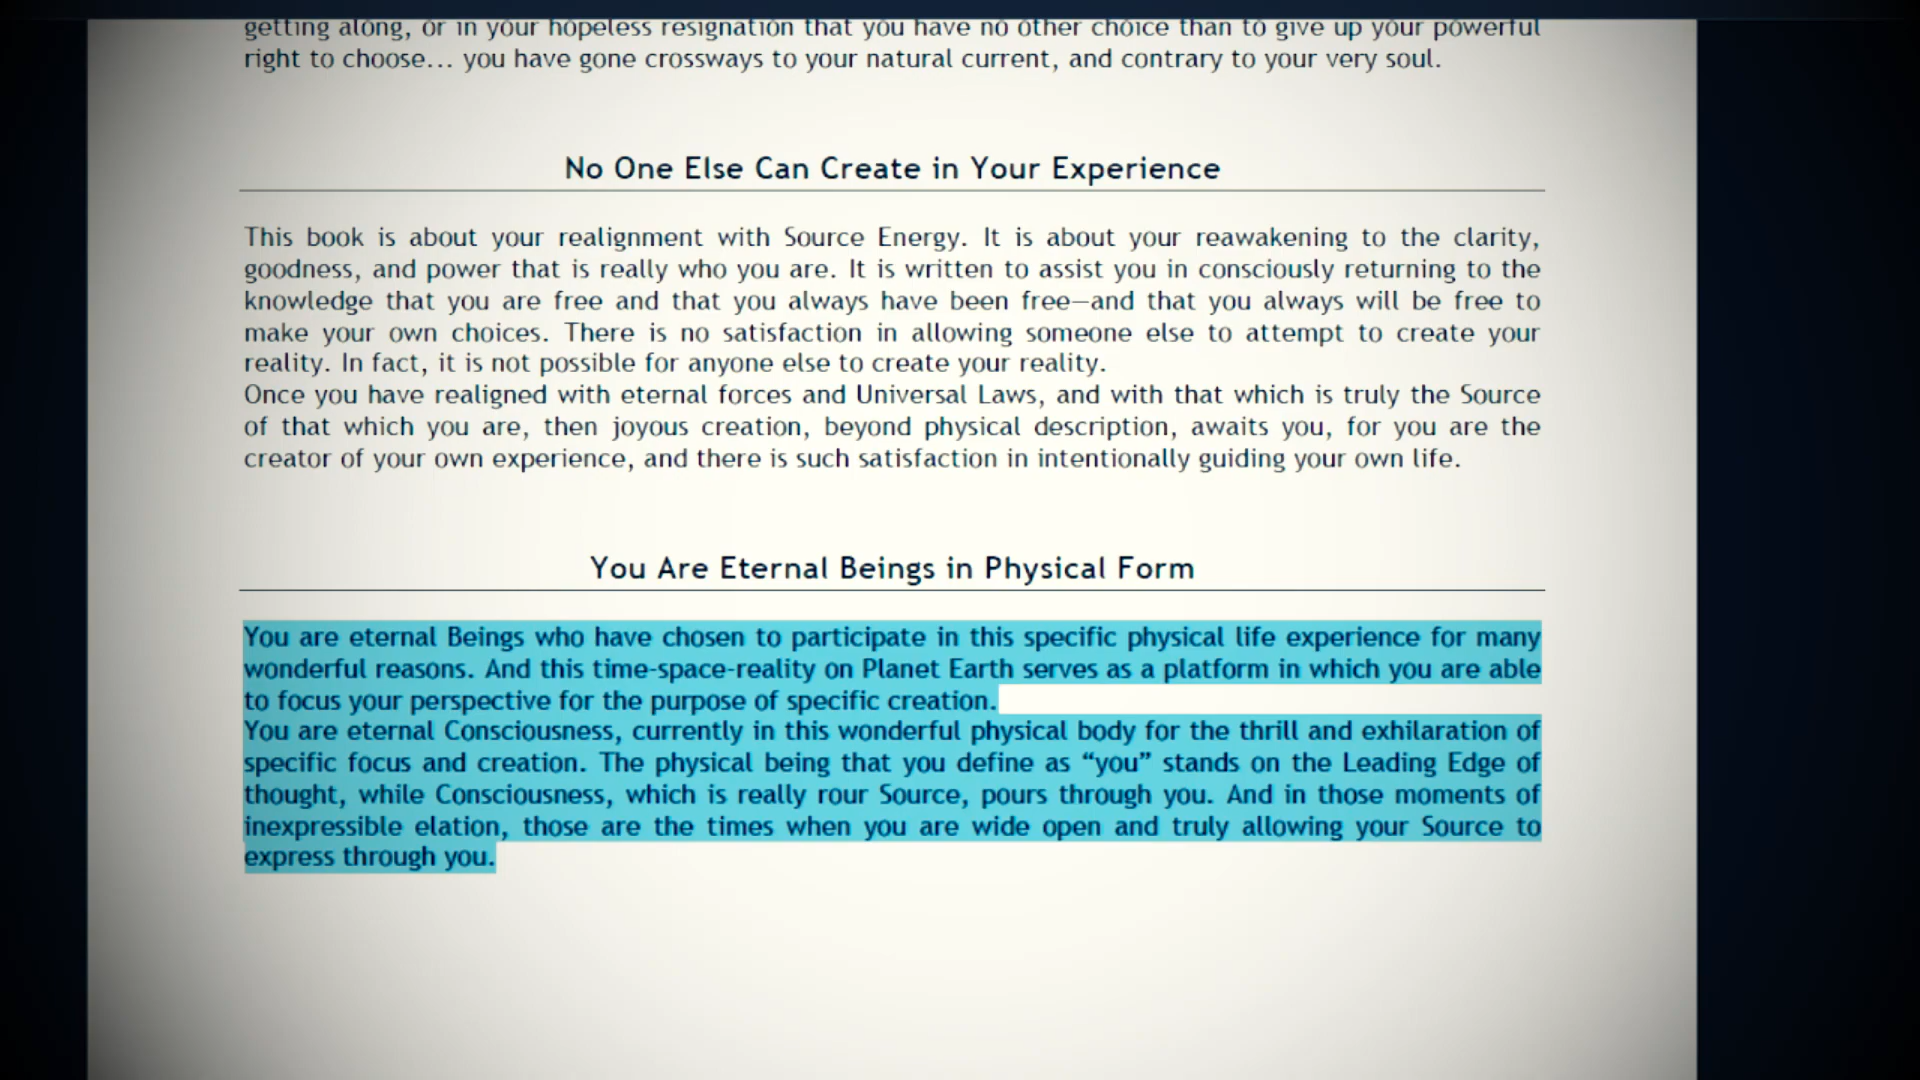 getting along, or in your hopeless resignation that you have no other choice than to give up your powerful
right to choose... you have gone crossways to your natural current, and contrary to your very soul.
No One Else Can Create in Your Experience
This book is about your realignment with Source Energy. It is about your reawakening to the clarity,
goodness, and power that is really who you are. It is written to assist you in consciously returning to the
knowledge that you are free and that you always have been free—and that you always will be free to
make your own choices. There is no satisfaction in allowing someone else to attempt to create your
reality. In fact, it is not possible for anyone else to create your reality.
Once you have realigned with eternal forces and Universal Laws, and with that which is truly the Source
of that which you are, then joyous creation, beyond physical description, awaits you, for you are the
creator of your own experience, and there is such satisfaction in intentionally guiding your own life.
You Are Eternal Beings in Physical Form
You are eternal Beings who have chosen to participate in this specific physical life experience for many
wonderful reasons. And this time-space-reality on Planet Earth serves as a platform in which you are able
to focus your perspective for the purpose of specific creation.
You are eternal Consciousness, currently in this wonderful physical body for the thrill and exhilaration of
specific focus and creation. The physical being that you define as “you” stands on the Leading Edge of
thought, while Consciousness, which is really rour Source, pours through you. And in those moments of
inexpressible elation, those are the times when you are wide open and truly allowing your Source to
express through you.